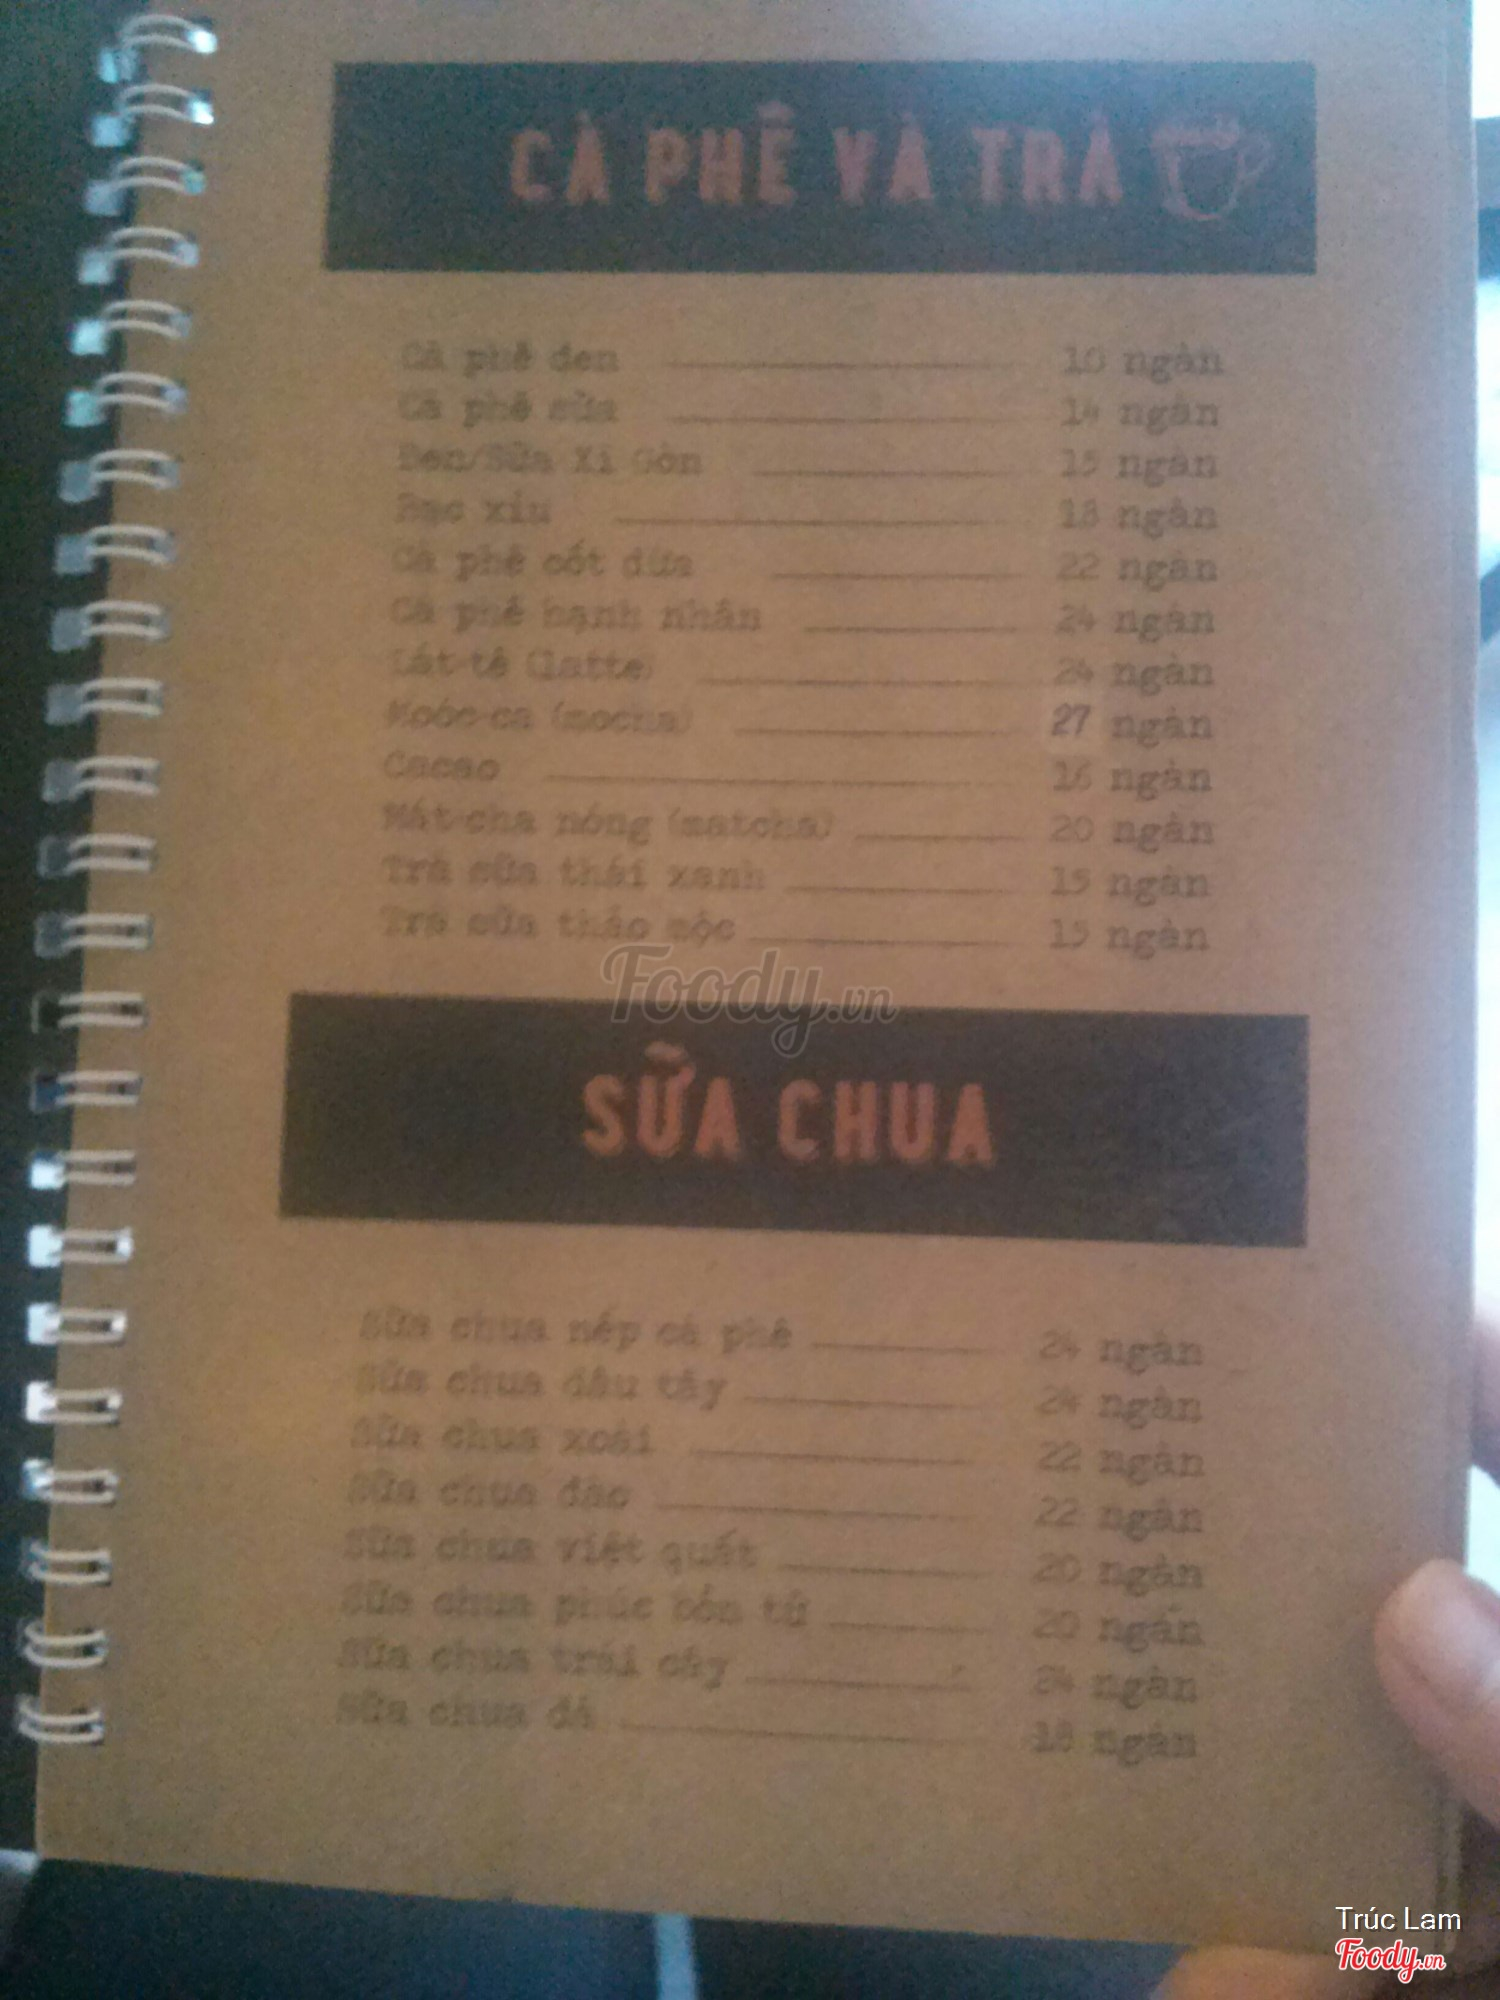 CÀ PHÊ VÀ TRÀ
Cà phê đen 10 ngàn
Cà phê sữa 14 ngàn
Đen/Sữa Xì Gòn 15 ngàn
Bạc xỉu 18 ngàn
Cà phê cốt dừa 22 ngàn
Cà phê hạnh nhân 24 ngàn
Lát-tê (latte) 24 ngàn
Moóc-ca (mocha) 27 ngàn
Cacao 16 ngàn
Mát-cha nóng (matcha) 20 ngàn
Trà sữa thái xanh 15 ngàn
Trà sữa thảo mộc 15 ngàn
Foody.vn
SỮA CHUA
Sữa chua nếp cà phê 24 ngàn
Sữa chua dâu tây 24 ngàn
Sữa chua xoài 22 ngàn
Sữa chua đào 22 ngàn
Sữa chua việt quất 20 ngàn
Sữa chua phúc bồn tử 20 ngàn
Sữa chua trái cây 24 ngàn
Sữa chua đá 18 ngàn
Trúc Lam
Foody.vn